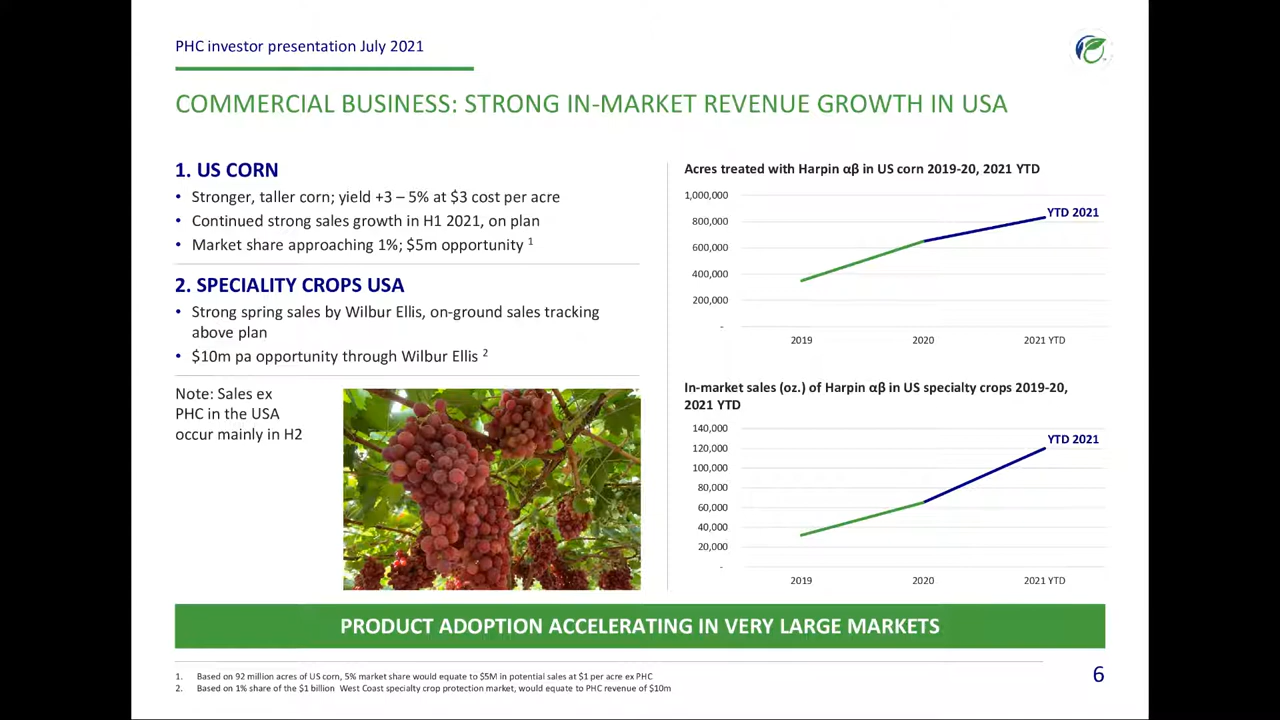 PHC investor presentation July 2021
COMMERCIAL BUSINESS: STRONG IN-MARKET REVENUE GROWTH IN USA
1. US CORN
• Stronger, taller corn; yield +3 – 5% at $3 cost per acre
• Continued strong sales growth in H1 2021, on plan
• Market share approaching 1%; $5m opportunity 1
2. SPECIALITY CROPS USA
• Strong spring sales by Wilbur Ellis, on-ground sales tracking
above plan
• $10m pa opportunity through Wilbur Ellis 2
Note: Sales ex
PHC in the USA
occur mainly in H2
Acres treated with Harpin αβ in US corn 2019-20, 2021 YTD
1,000,000
800,000
600,000
400,000
200,000
-
YTD 2021
2019 2020 2021 YTD
In-market sales (oz.) of Harpin αβ in US specialty crops 2019-20,
2021 YTD
140,000
120,000
100,000
80,000
60,000
40,000
20,000
-
YTD 2021
2019 2020 2021 YTD
PRODUCT ADOPTION ACCELERATING IN VERY LARGE MARKETS
1. Based on 92 million acres of US corn, 5% market share would equate to $5M in potential sales at $1 per acre ex PHC
2. Based on 1% share of the $1 billion West Coast specialty crop protection market, would equate to PHC revenue of $10m
6